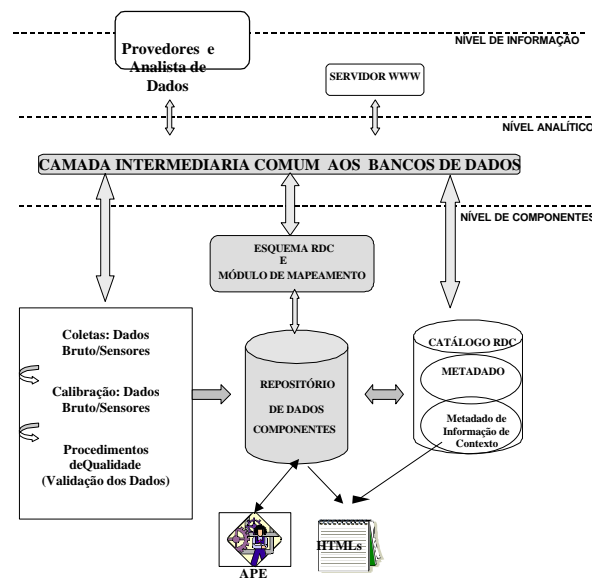 NÍVEL DE INFORMAÇÃO
Provedores e
Analista de
Dados
SERVIDOR WWW
NÍVEL ANALÍTICO
CAMADA INTERMEDIARIA COMUM AOS BANCOS DE DADOS
NÍVEL DE COMPONENTES
ESQUEMA RDC
E
MÓDULO DE MAPEAMENTO
Coletas: Dados
Bruto/Sensores
Calibração: Dados
Bruto/Sensores
Procedimentos
deQualidade
(Validação dos Dados)
REPOSITÓRIO
DE DADOS
COMPONENTES
CATÁLOGO RDC
METADADO
Metadado de
Informação de
Contexto
APE
HTMLs